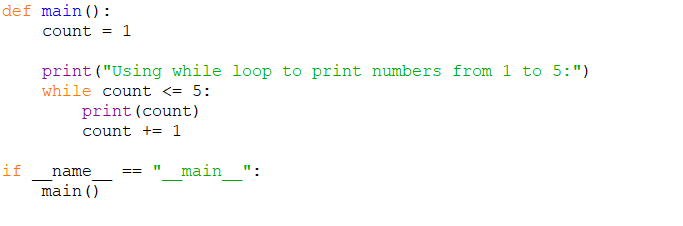 def main():
    count = 1

    print("Using while loop to print numbers from 1 to 5:")
    while count <= 5:
        print(count)
        count += 1

if __name__ == "__main__":
    main()